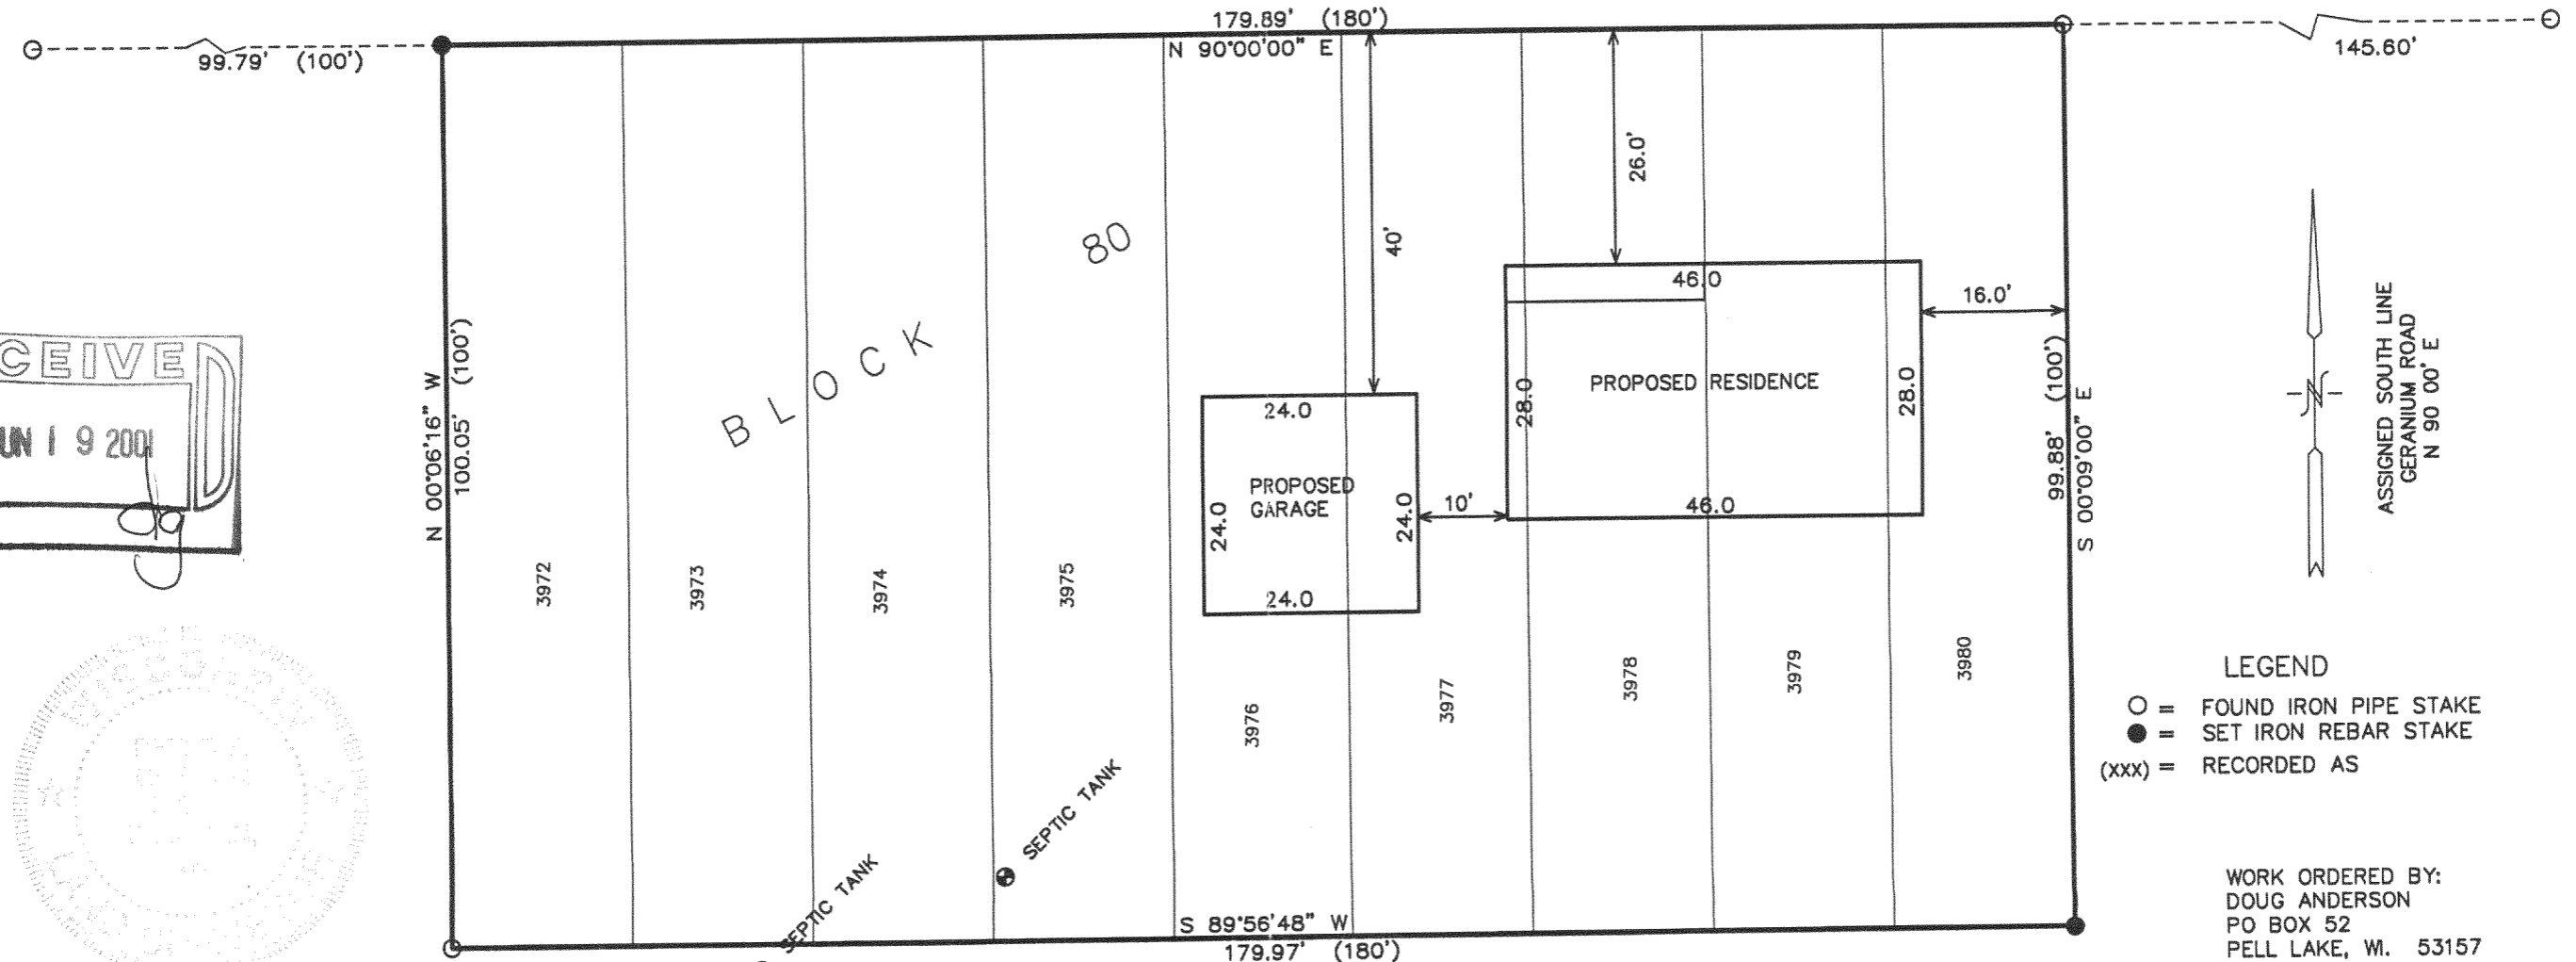 179.89' (180')
N 90°00'00" E
99.79' (100')
145.60'
26.0'
40'
80
BLOCK
46.0
16.0'
PROPOSED RESIDENCE
28.0
28.0
46.0
24.0
PROPOSED
GARAGE
24.0
24.0
24.0
10'
N 00°06'16" W
100.05' (100')
99.88' (100')
S 00°09'00" E
ASSIGNED SOUTH LINE
GERANIUM ROAD
N 90 00' E
N
CEIVED
UN 19 2001
3972
3973
3974
3975
3976
3977
3978
3979
3980
SEPTIC TANK
SEPTIC TANK
S 89°56'48" W
179.97' (180')
LEGEND
= FOUND IRON PIPE STAKE
= SET IRON REBAR STAKE
(XXX) = RECORDED AS
WORK ORDERED BY:
DOUG ANDERSON
PO BOX 52
PELL LAKE, WI. 53157